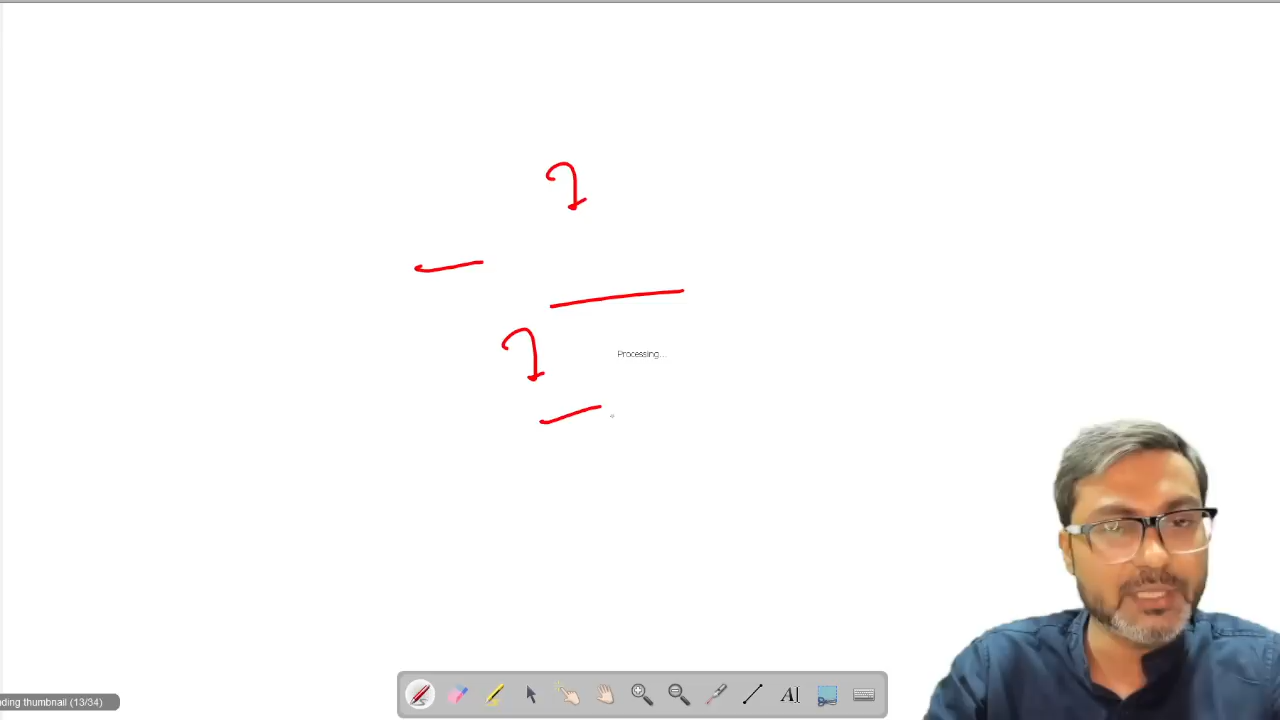 ?
?
Processing...
ding thumbnail (13/34)